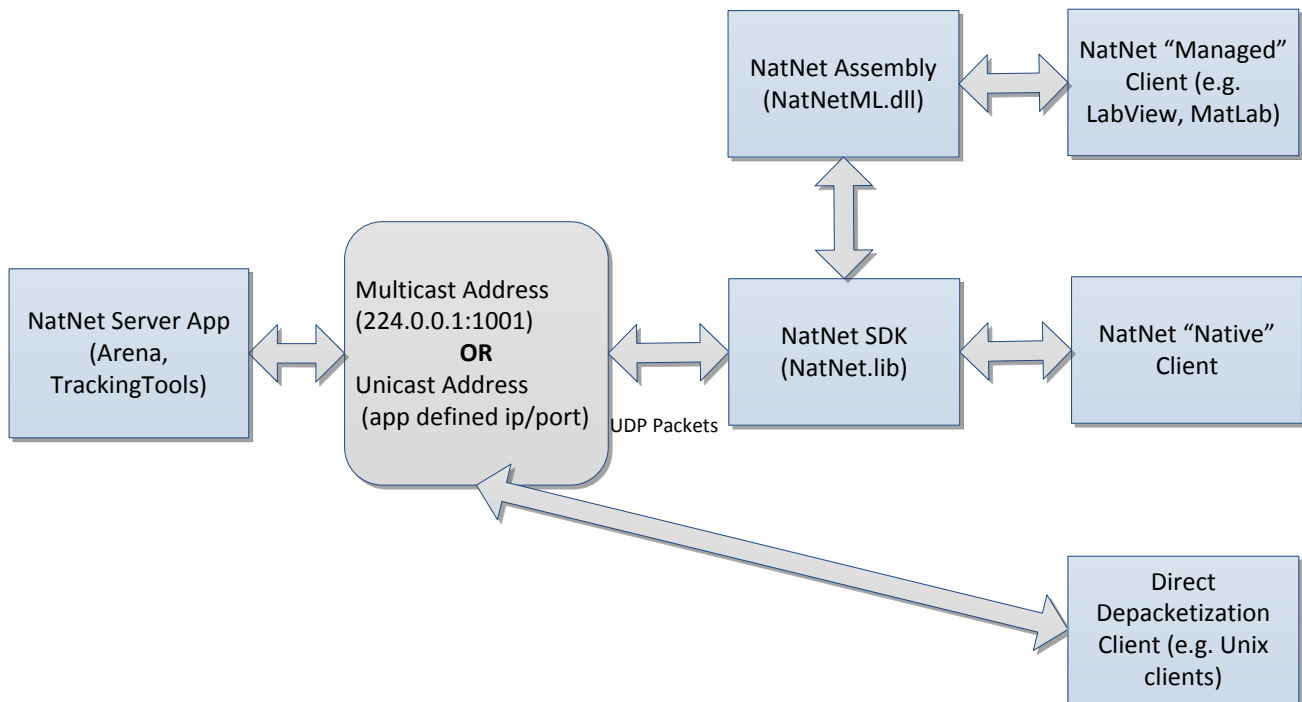 NatNet Assembly
(NatNetML.dll)
NatNet “Managed”
Client (e.g.
LabView, MatLab)
NatNet Server App
(Arena,
TrackingTools)
Multicast Address
(224.0.0.1:1001)
OR
Unicast Address
(app defined ip/port)
UDP Packets
NatNet SDK
(NatNet.lib)
NatNet “Native”
Client
Direct
Depacketization
Client (e.g. Unix
clients)